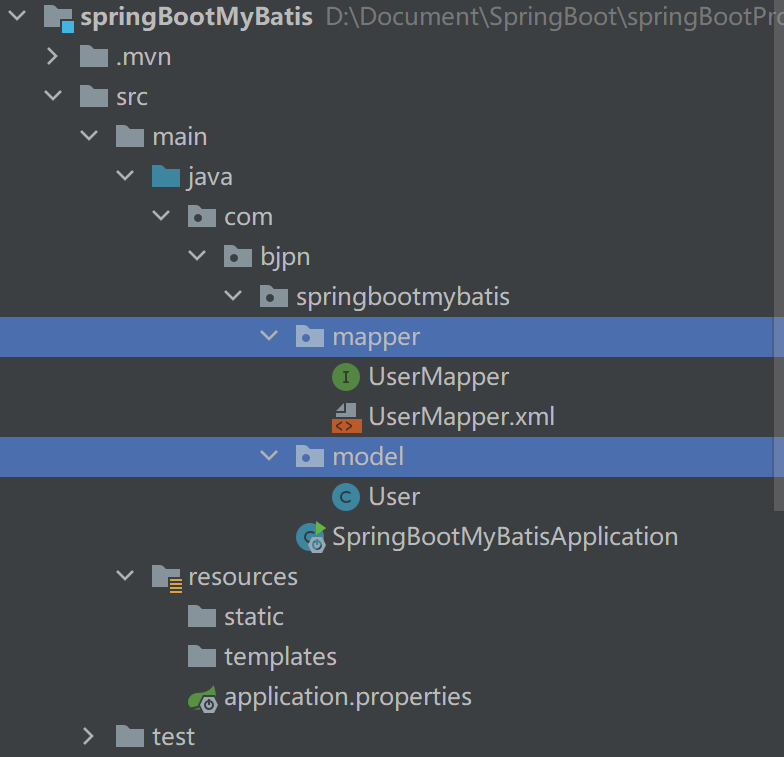 springBootMyBatis D:\Document\SpringBoot\springBootPro
.mvn
src
main
java
com
bjpn
springbootmybatis
mapper
UserMapper
UserMapper.xml
model
User
SpringBootMyBatisApplication
resources
static
templates
application.properties
test